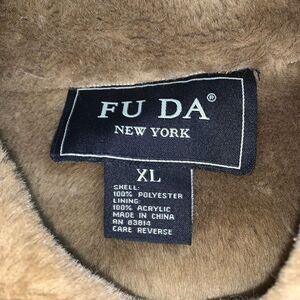 FU DA®
NEW YORK
XL
SHELL:
100% POLYESTER
LINING:
100% ACRYLIC
MADE IN CHINA
RN 83814
CARE REVERSE